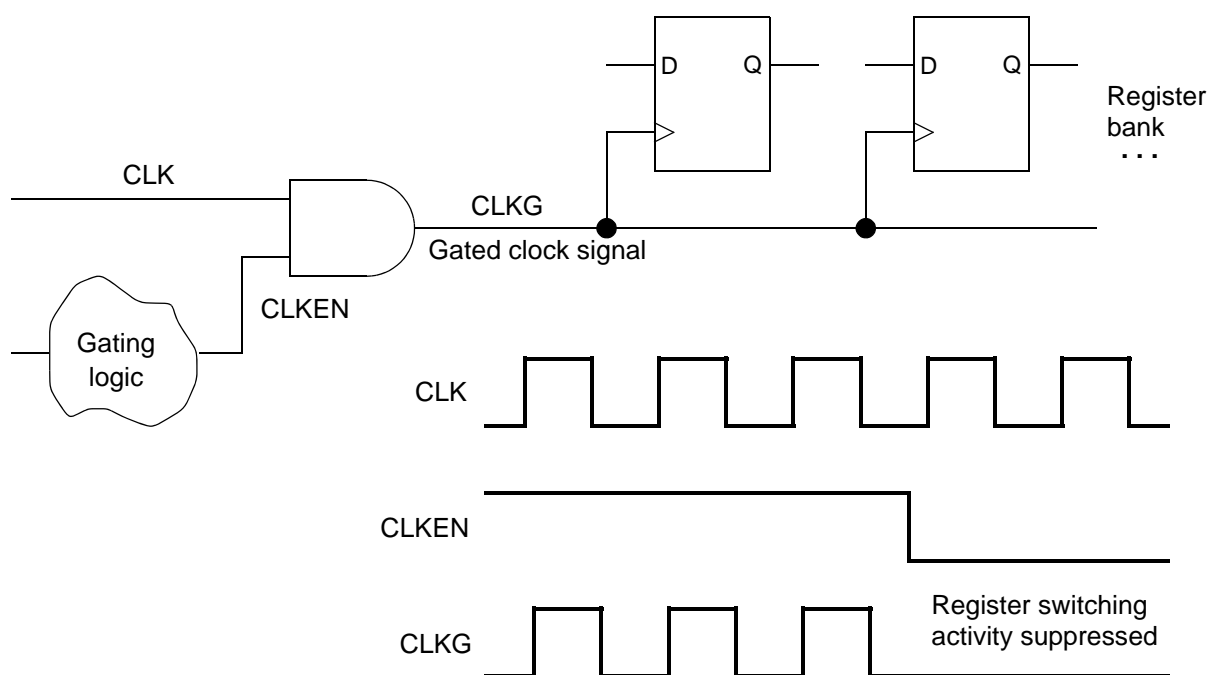 D Q
D Q
Register
bank
. . .
CLK
CLKG
Gated clock signal
CLKEN
Gating
logic
CLK
CLKEN
CLKG
Register switching
activity suppressed